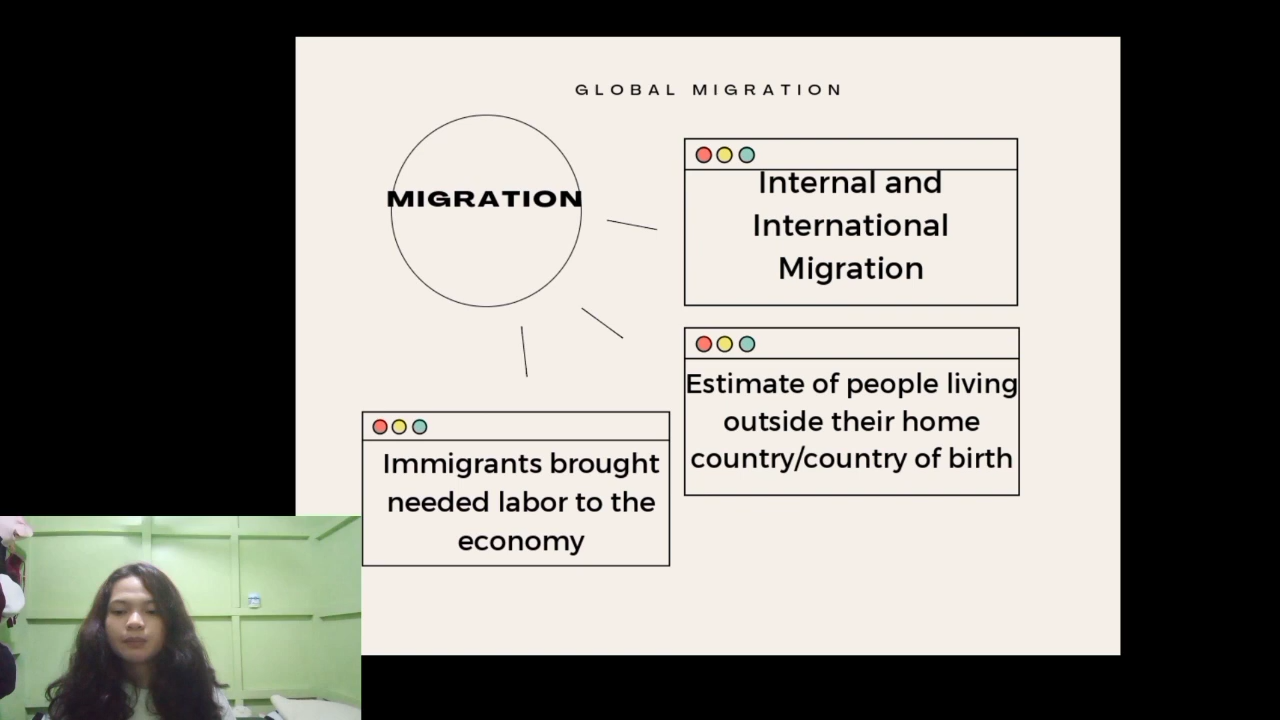 GLOBAL MIGRATION
MIGRATION
Internal and
International
Migration
Estimate of people living
outside their home
country/country of birth
Immigrants brought
needed labor to the
economy